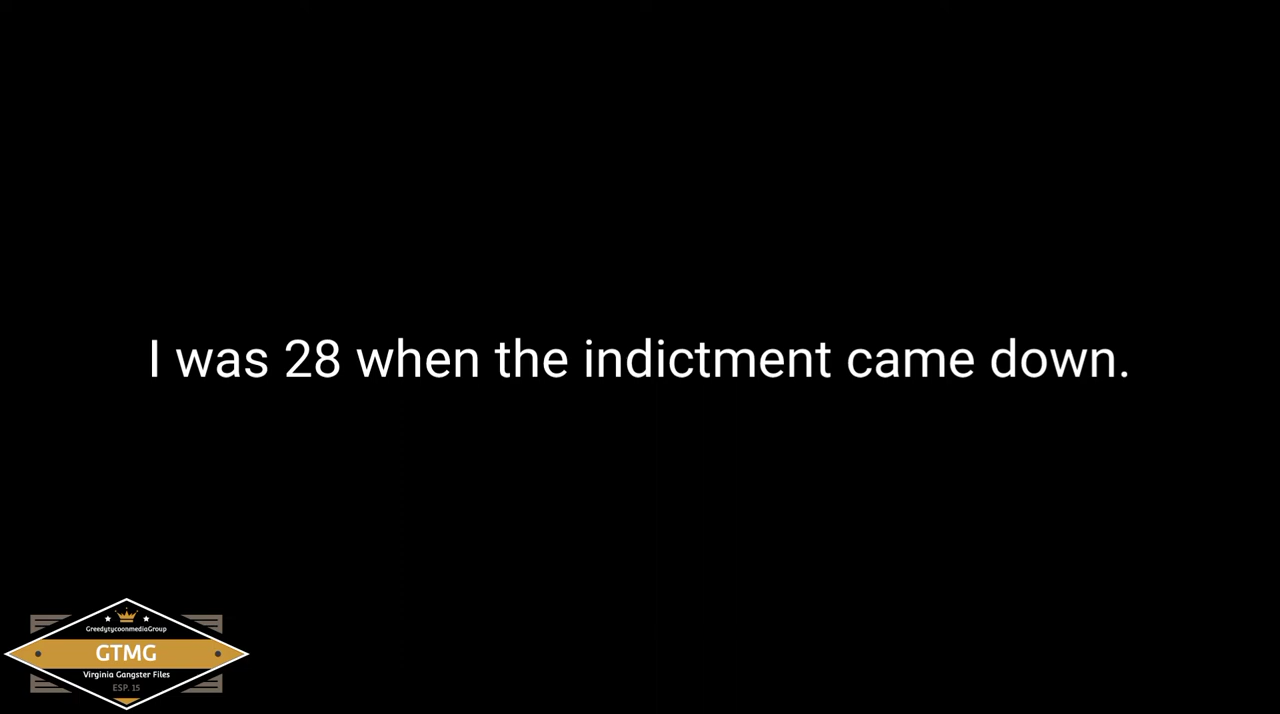 I was 28 when the indictment came down.
GreedytycoonmediaGroup
GTMG
Virginia Gangster Files
ESP. 15